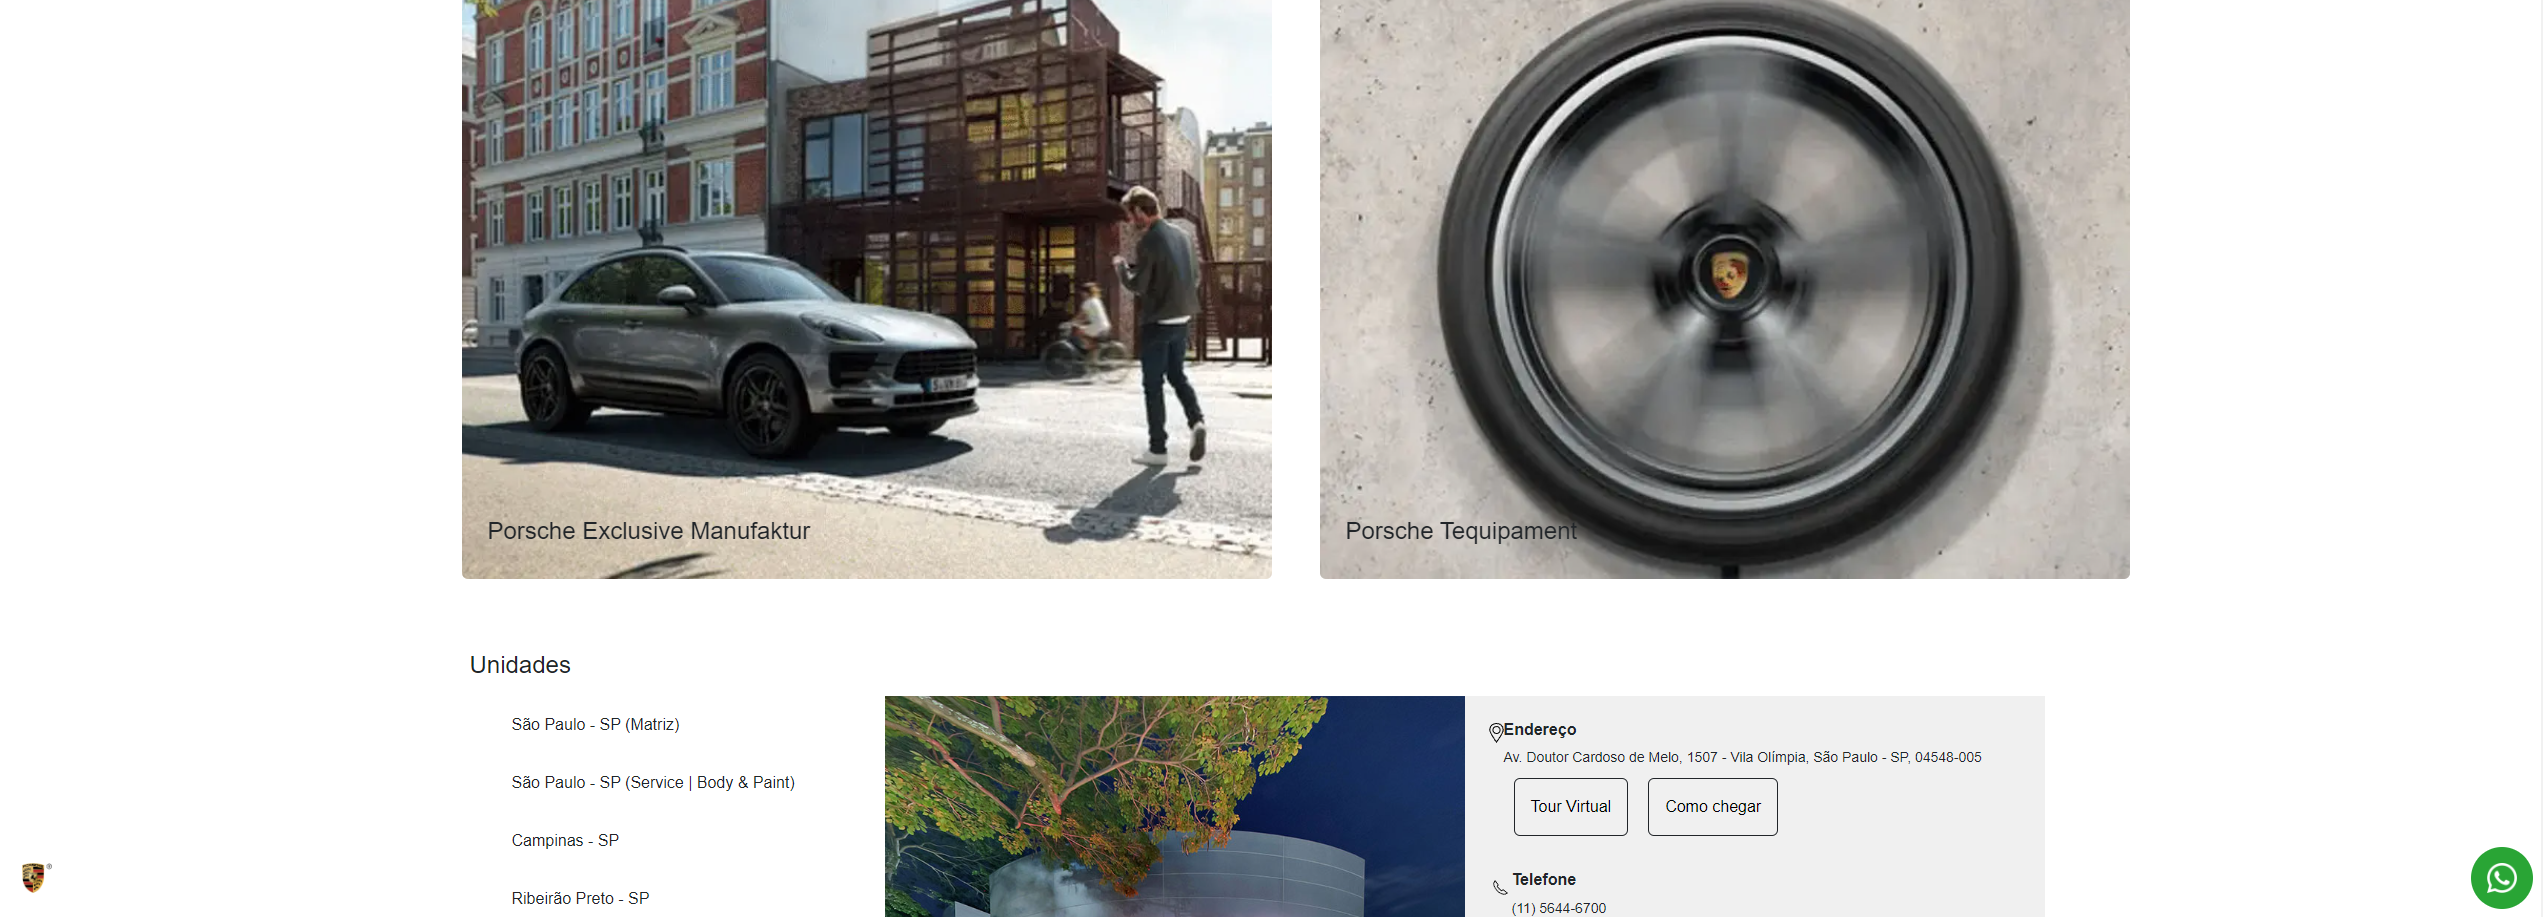 Porsche Exclusive Manufaktur
Porsche Tequipament
Unidades
São Paulo - SP (Matriz)
São Paulo - SP (Service | Body & Paint)
Campinas - SP
Ribeirão Preto - SP
Endereço
Av. Doutor Cardoso de Melo, 1507 - Vila Olímpia, São Paulo - SP, 04548-005
Tour Virtual
Como chegar
Telefone
(11) 5644-6700